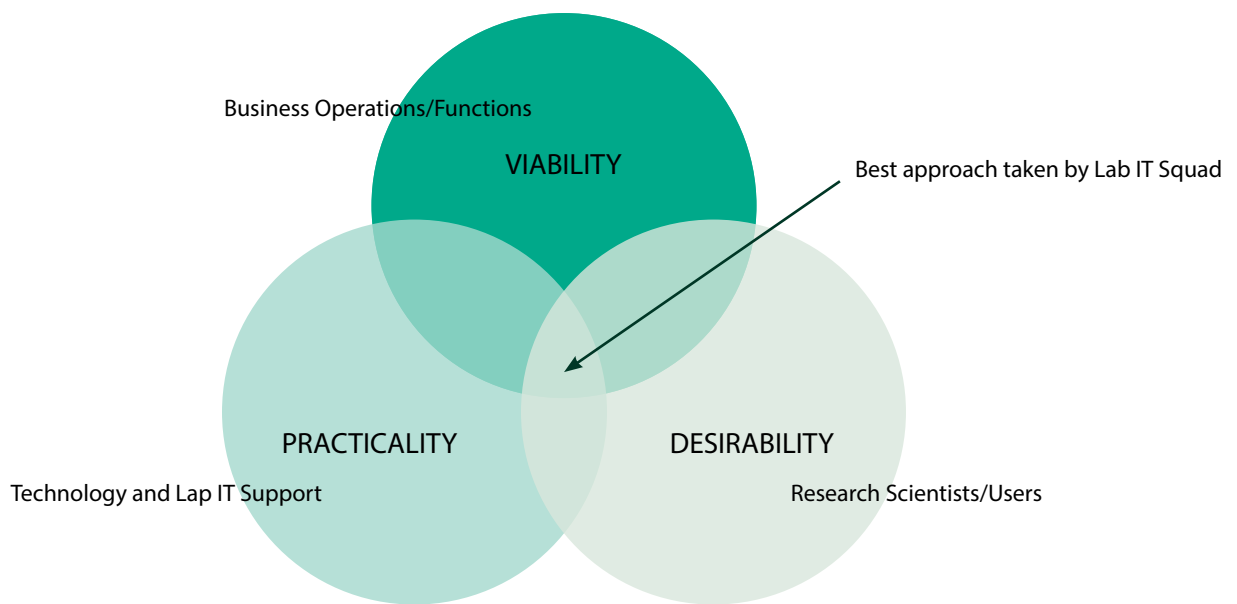 Business Operations/Functions
VIABILITY
Best approach taken by Lab IT Squad
PRACTICALITY
DESIRABILITY
Technology and Lap IT Support
Research Scientists/Users